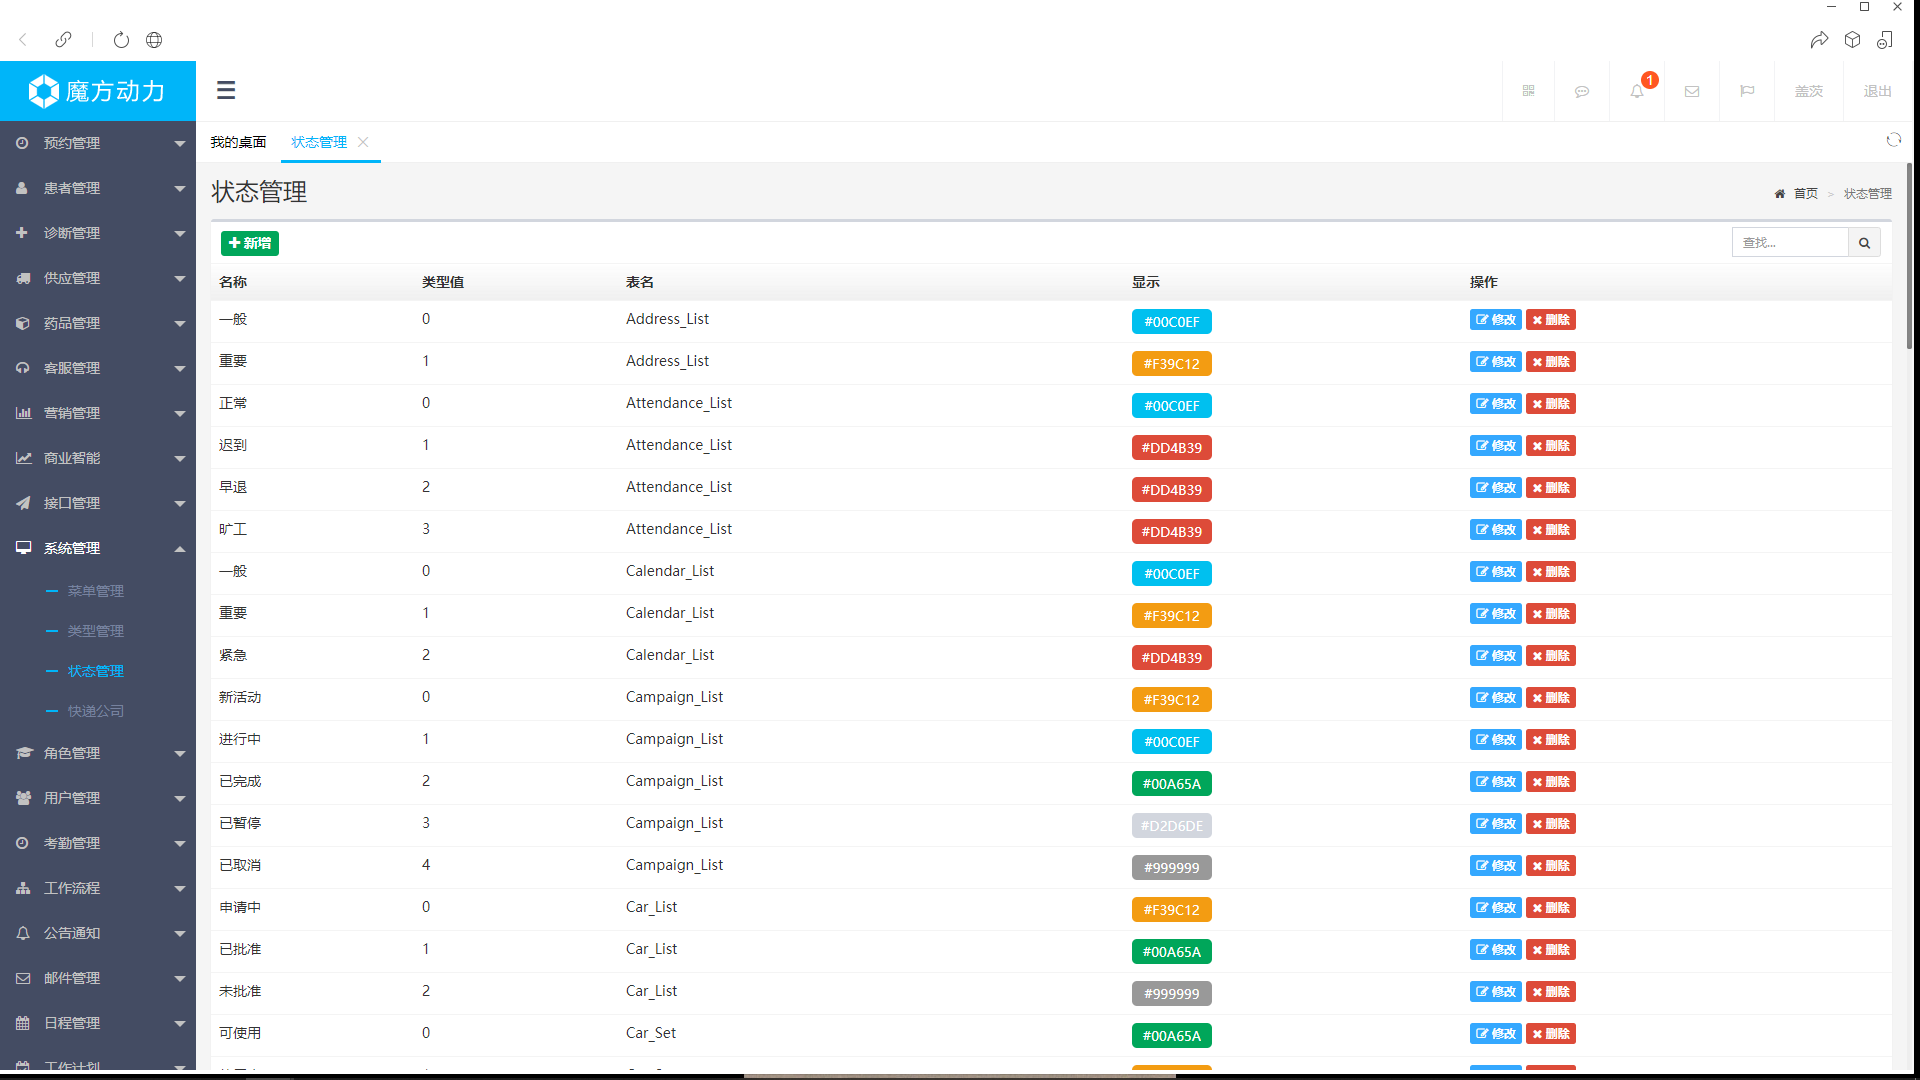 魔方动力
1
盖茨
退出
预约管理
患者管理
诊断管理
供应管理
药品管理
客服管理
营销管理
商业智能
接口管理
系统管理
菜单管理
类型管理
状态管理
快递公司
角色管理
用户管理
考勤管理
工作流程
公告通知
邮件管理
日程管理
工作计划
我的桌面 状态管理
状态管理
首页 > 状态管理
新增
查找...
名称 类型值 表名 显示 操作
一般 0 Address_List #00C0EF 修改 删除
重要 1 Address_List #F39C12 修改 删除
正常 0 Attendance_List #00C0EF 修改 删除
迟到 1 Attendance_List #DD4B39 修改 删除
早退 2 Attendance_List #DD4B39 修改 删除
旷工 3 Attendance_List #DD4B39 修改 删除
一般 0 Calendar_List #00C0EF 修改 删除
重要 1 Calendar_List #F39C12 修改 删除
紧急 2 Calendar_List #DD4B39 修改 删除
新活动 0 Campaign_List #F39C12 修改 删除
进行中 1 Campaign_List #00C0EF 修改 删除
已完成 2 Campaign_List #00A65A 修改 删除
已暂停 3 Campaign_List #D2D6DE 修改 删除
已取消 4 Campaign_List #999999 修改 删除
申请中 0 Car_List #F39C12 修改 删除
已批准 1 Car_List #00A65A 修改 删除
未批准 2 Car_List #999999 修改 删除
可使用 0 Car_Set #00A65A 修改 删除